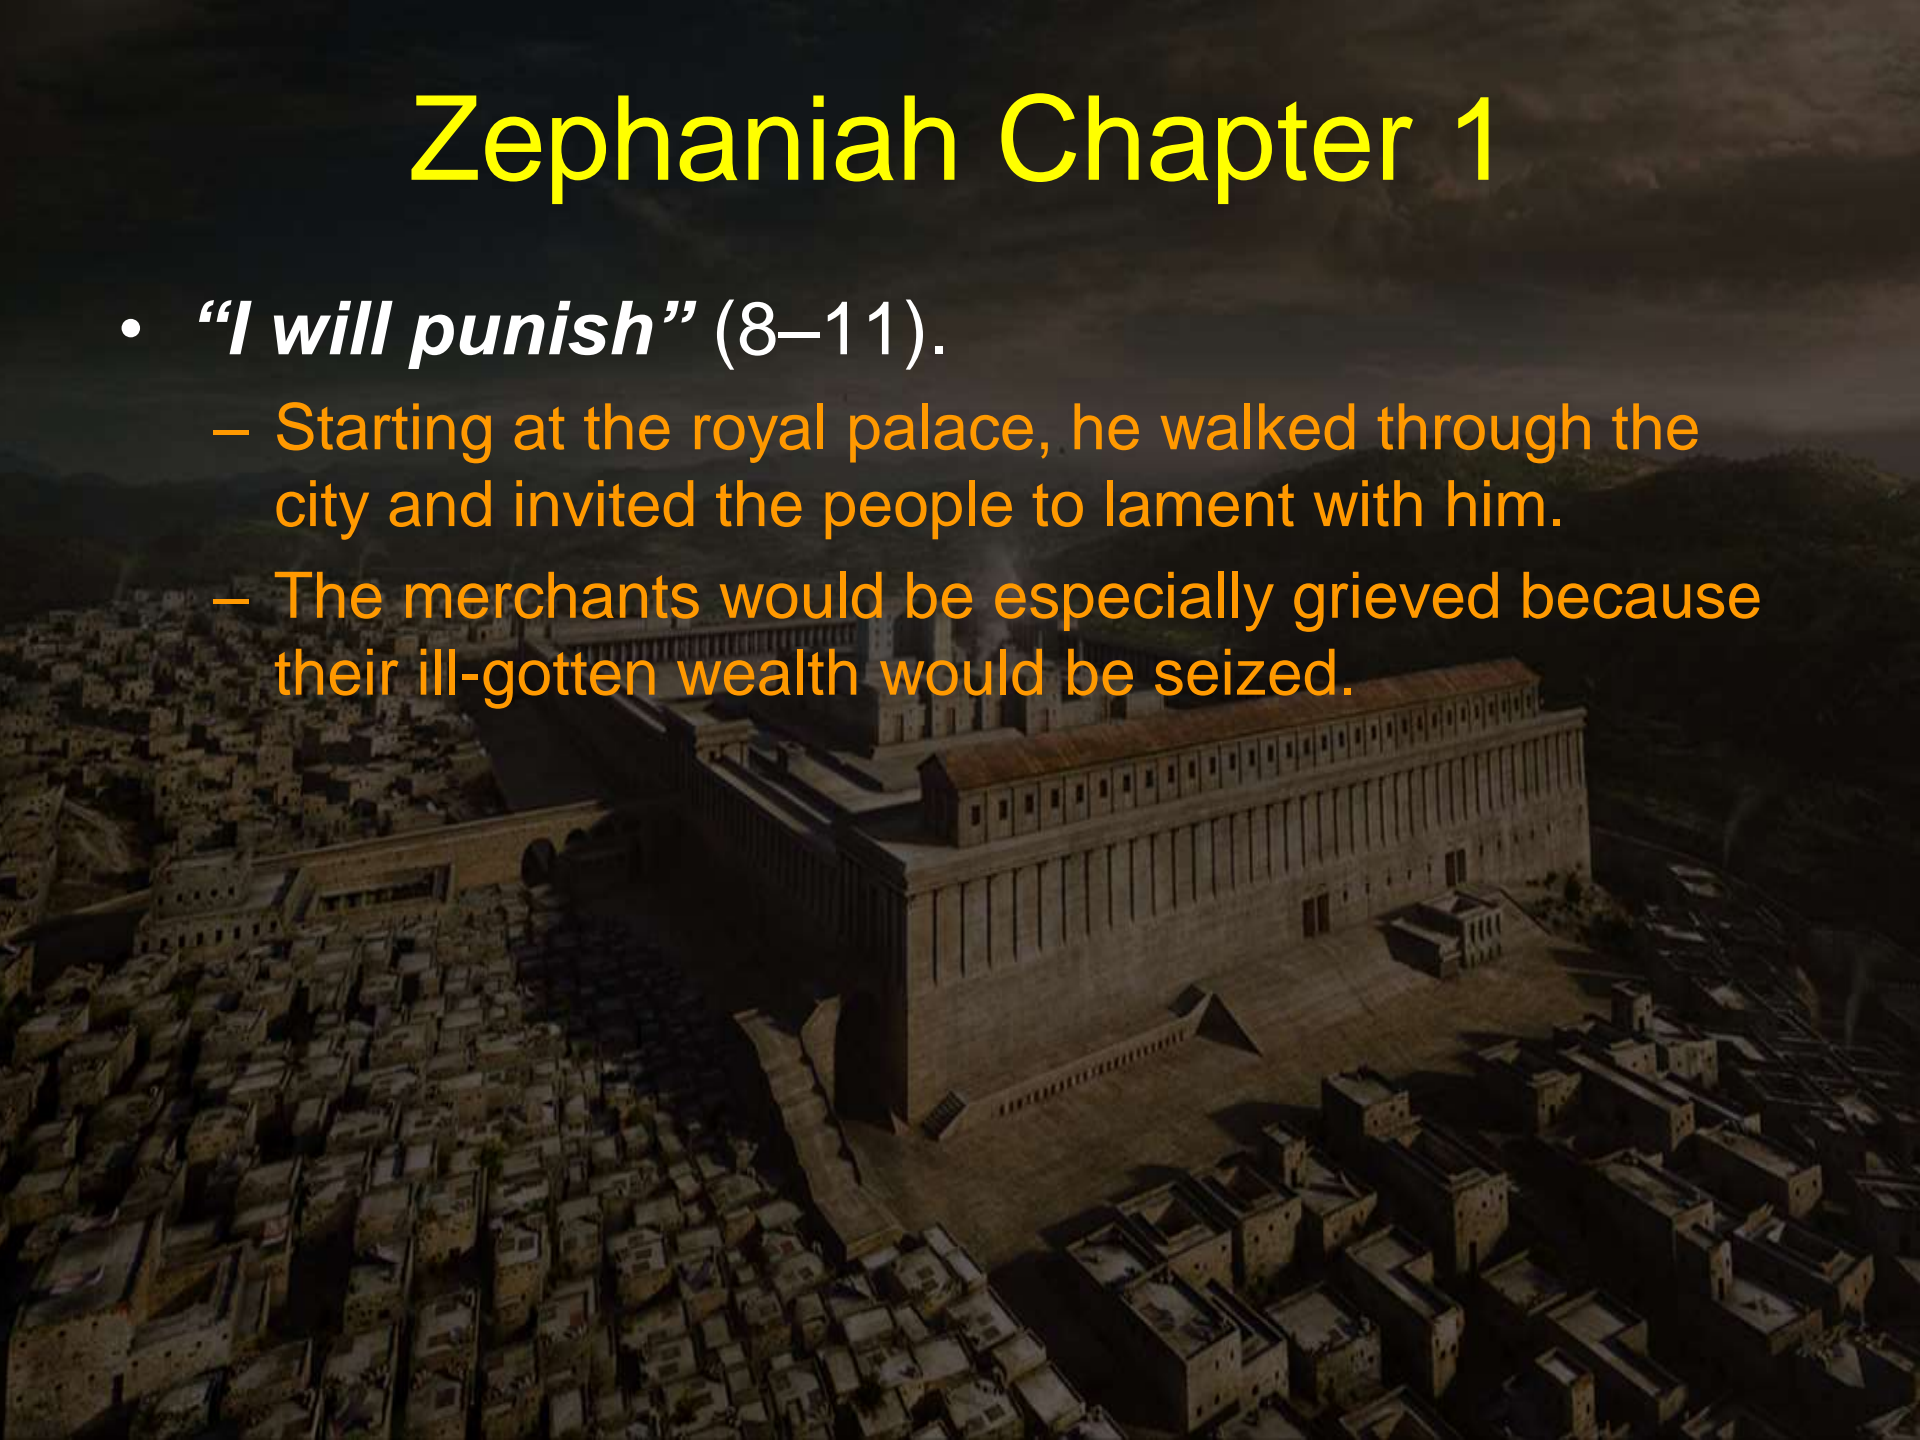 Zephaniah Chapter 1
• “I will punish” (8–11).
– Starting at the royal palace, he walked through the
city and invited the people to lament with him.
– The merchants would be especially grieved because
their ill-gotten wealth would be seized.